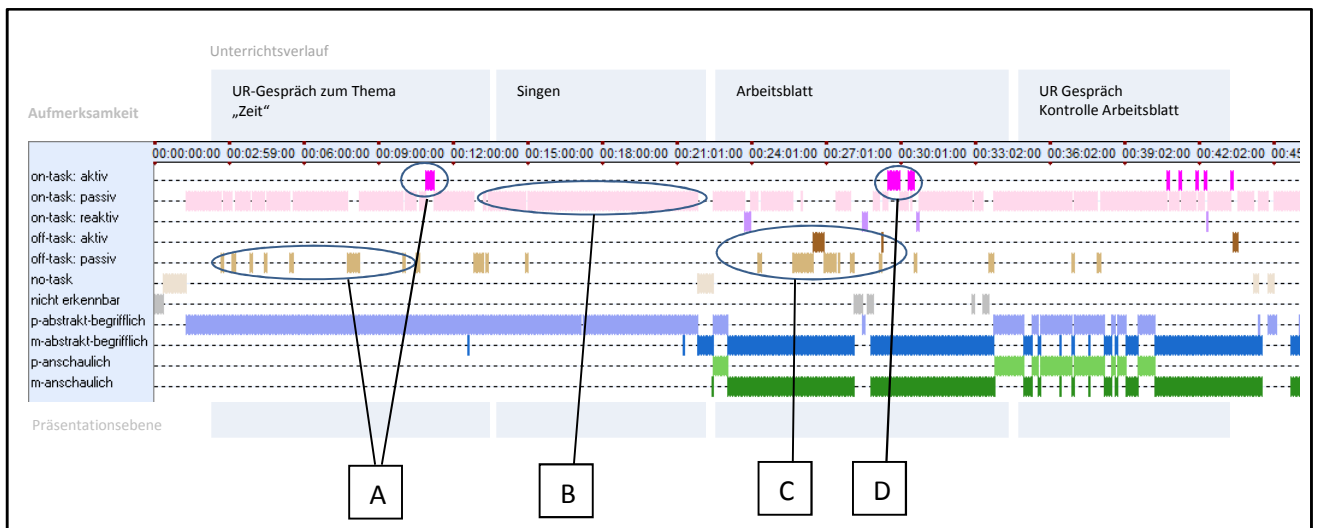 Unterrichtsverlauf
UR-Gespräch zum Thema
„Zeit“
Singen
Arbeitsblatt
UR Gespräch
Kontrolle Arbeitsblatt
Aufmerksamkeit
00:00:00:00 00:02:59:00 00:06:00:00 00:09:00:00 00:12:00:00 00:15:00:00 00:18:00:00 00:21:01:00 00:24:01:00 00:27:01:00 00:30:01:00 00:33:02:00 00:36:02:00 00:39:02:00 00:42:02:00 00:45
on-task: aktiv
on-task: passiv
on-task: reaktiv
off-task: aktiv
off-task: passiv
no-task
nicht erkennbar
p-abstrakt-begrifflich
m-abstrakt-begrifflich
p-anschaulich
m-anschaulich
Präsentationsebene
A
B
C
D